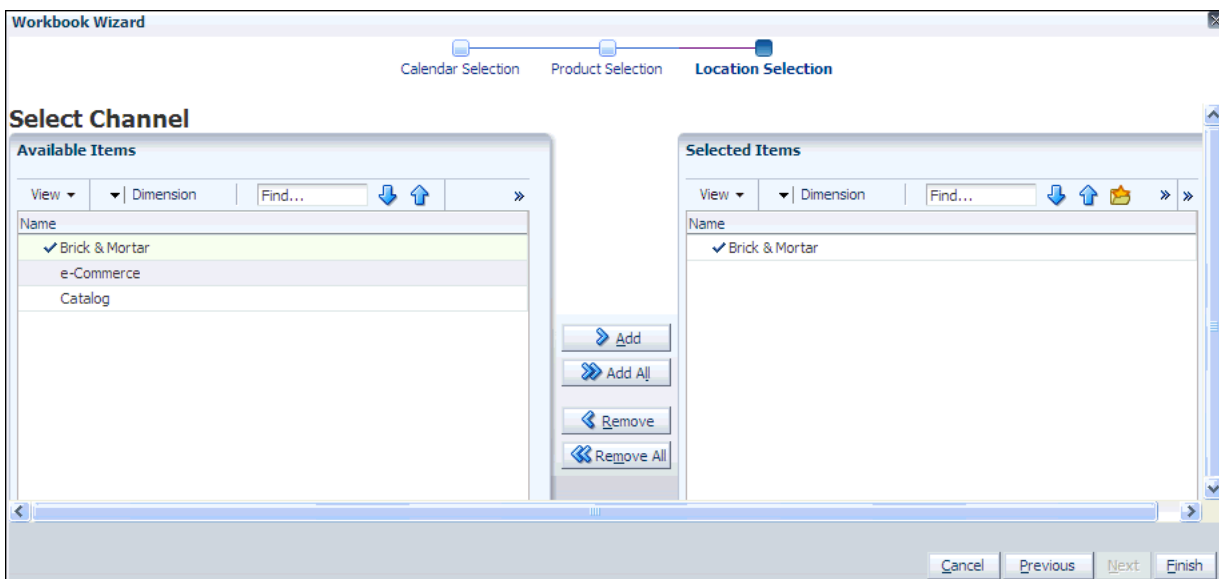 Workbook Wizard
Calendar Selection Product Selection Location Selection
Select Channel
Available Items
View Dimension Find... »
Name
Brick & Mortar
e-Commerce
Catalog
Add
Add All
Remove
Remove All
Selected Items
View Dimension Find... » »
Name
Brick & Mortar
Cancel Previous Next Finish